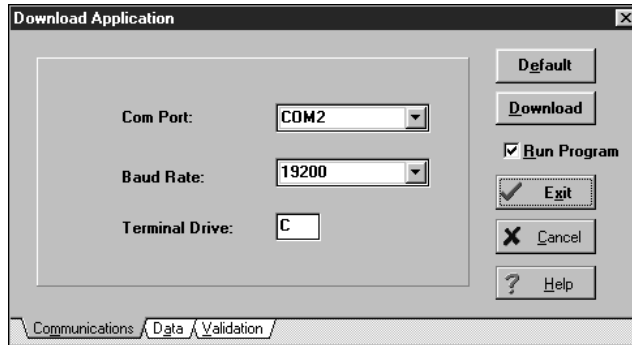 Download Application
Com Port:
COM2
Baud Rate:
19200
Terminal Drive:
C
Default
Download
Run Program
Exit
Cancel
Help
Communications
Data
Validation